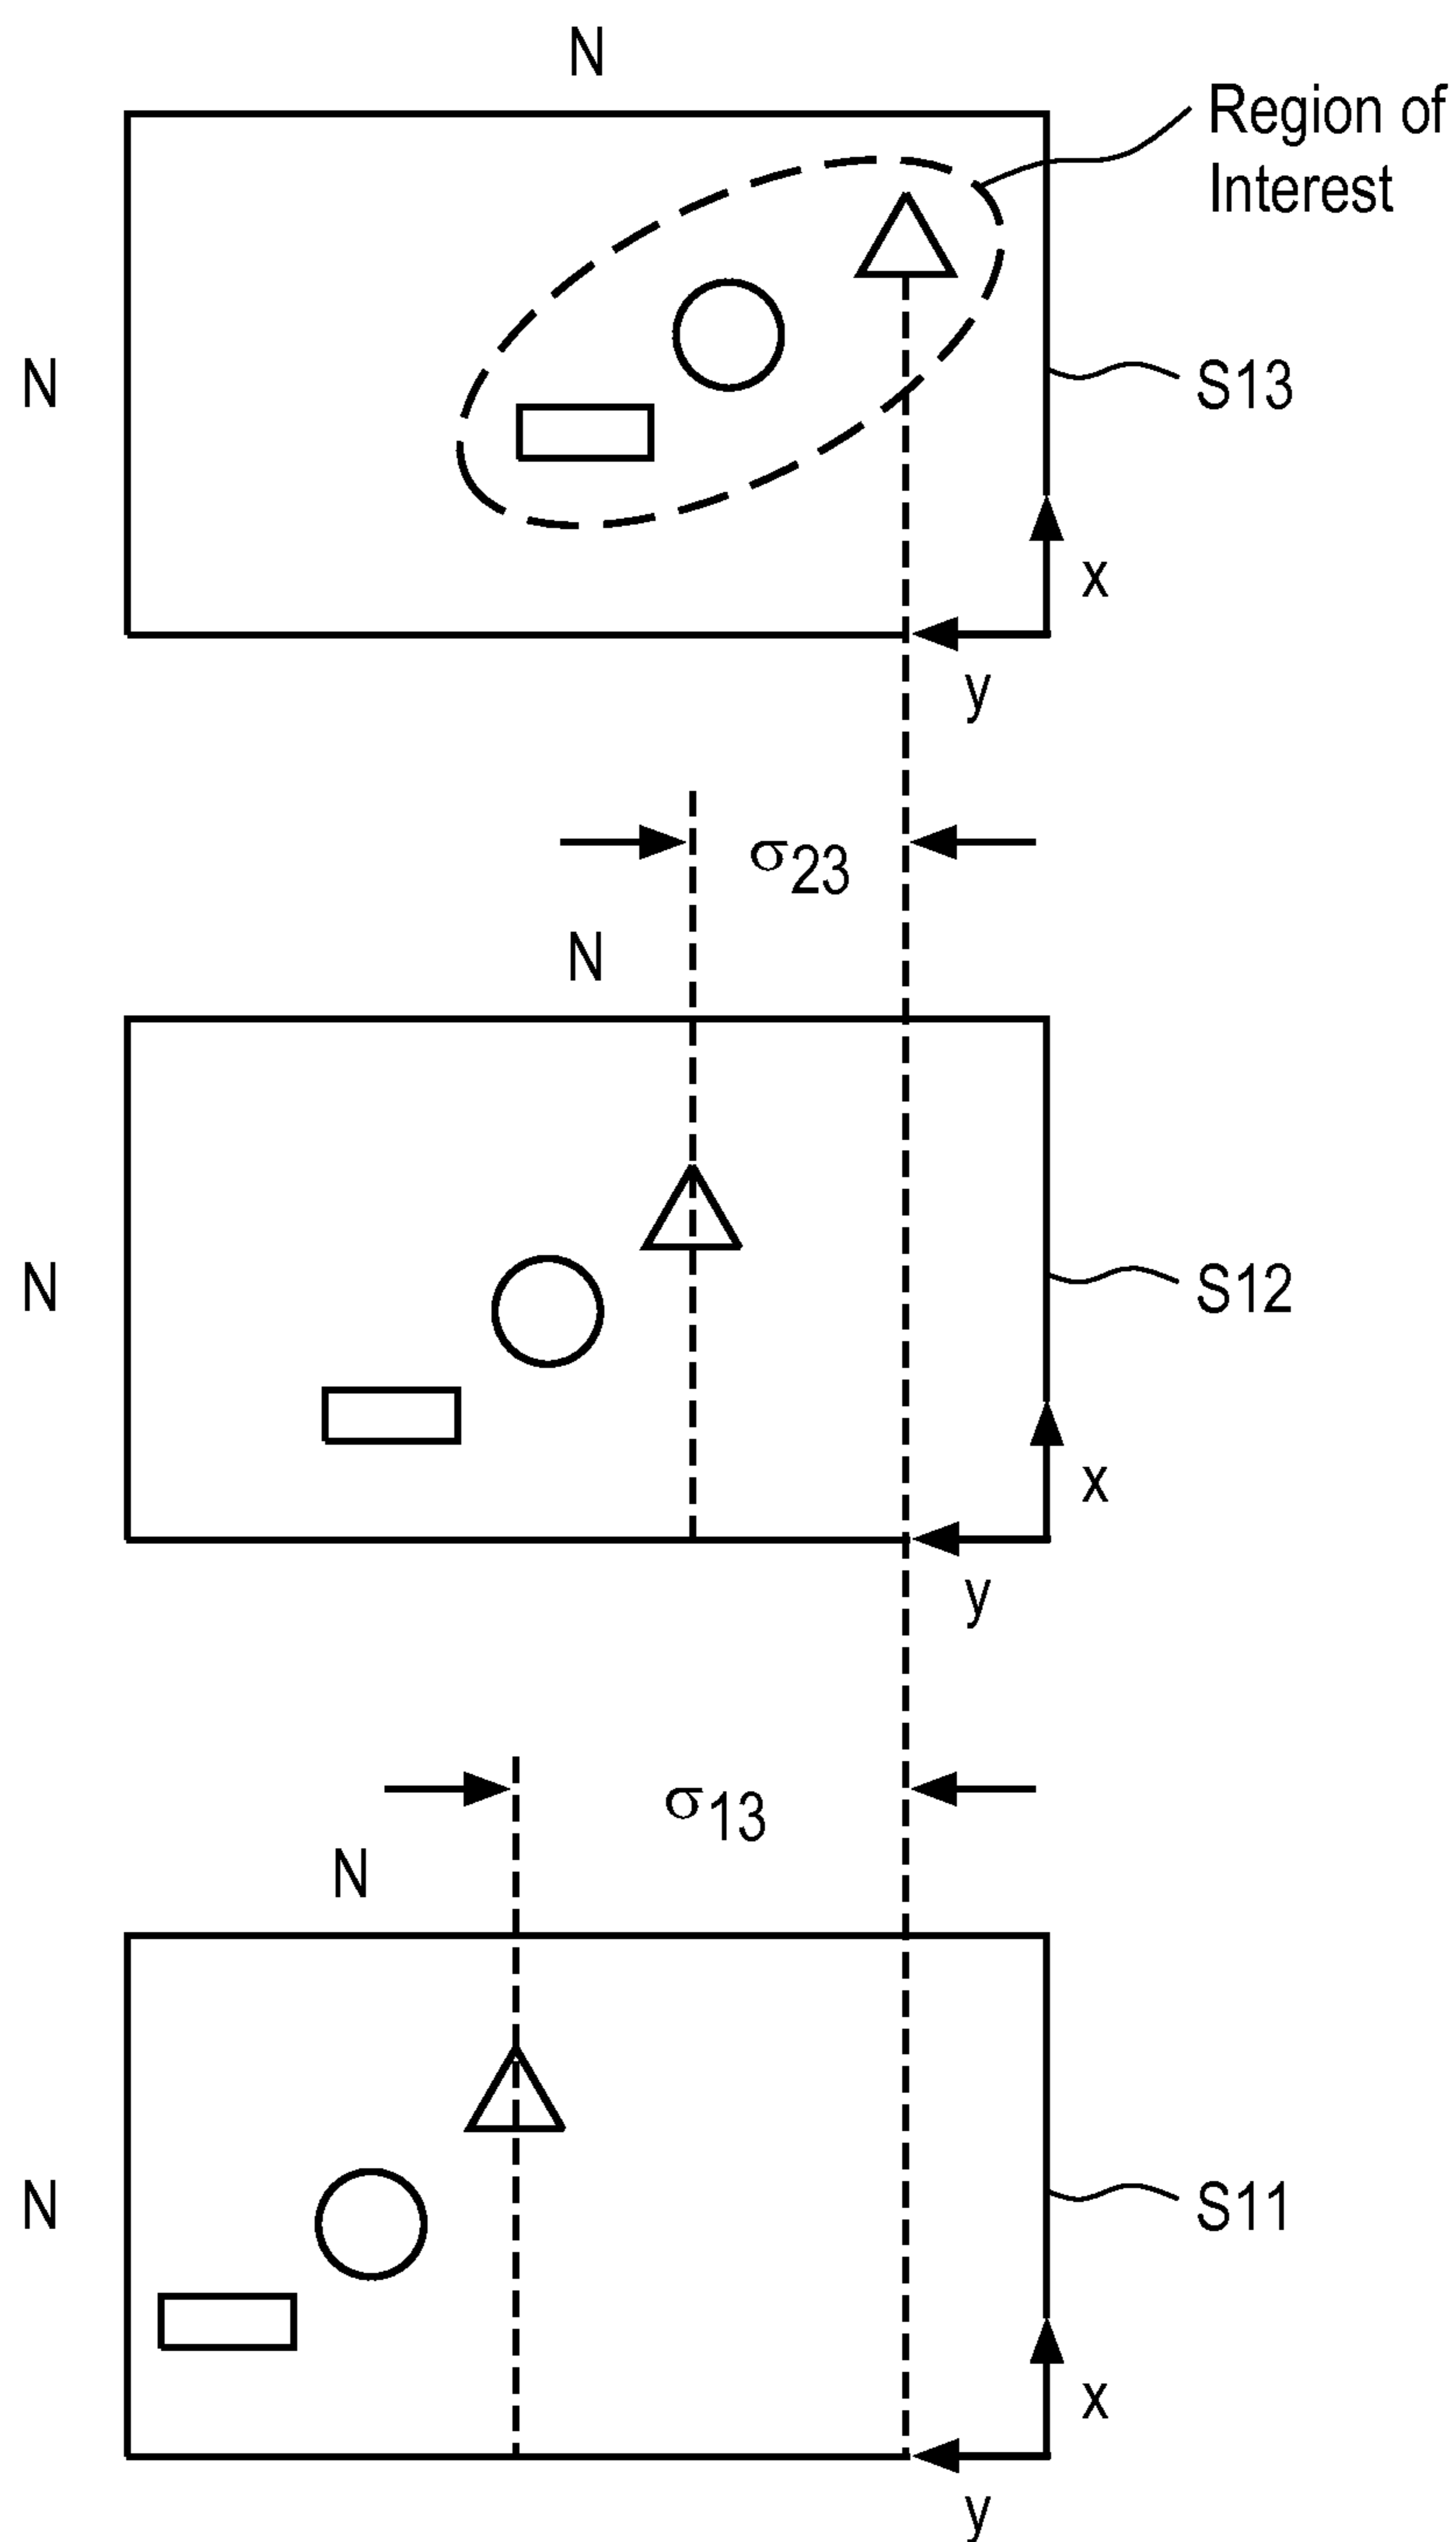 N
Region of
Interest
N
S13
x
y
σ23
N
N
S12
x
y
σ13
N
N
S11
x
y